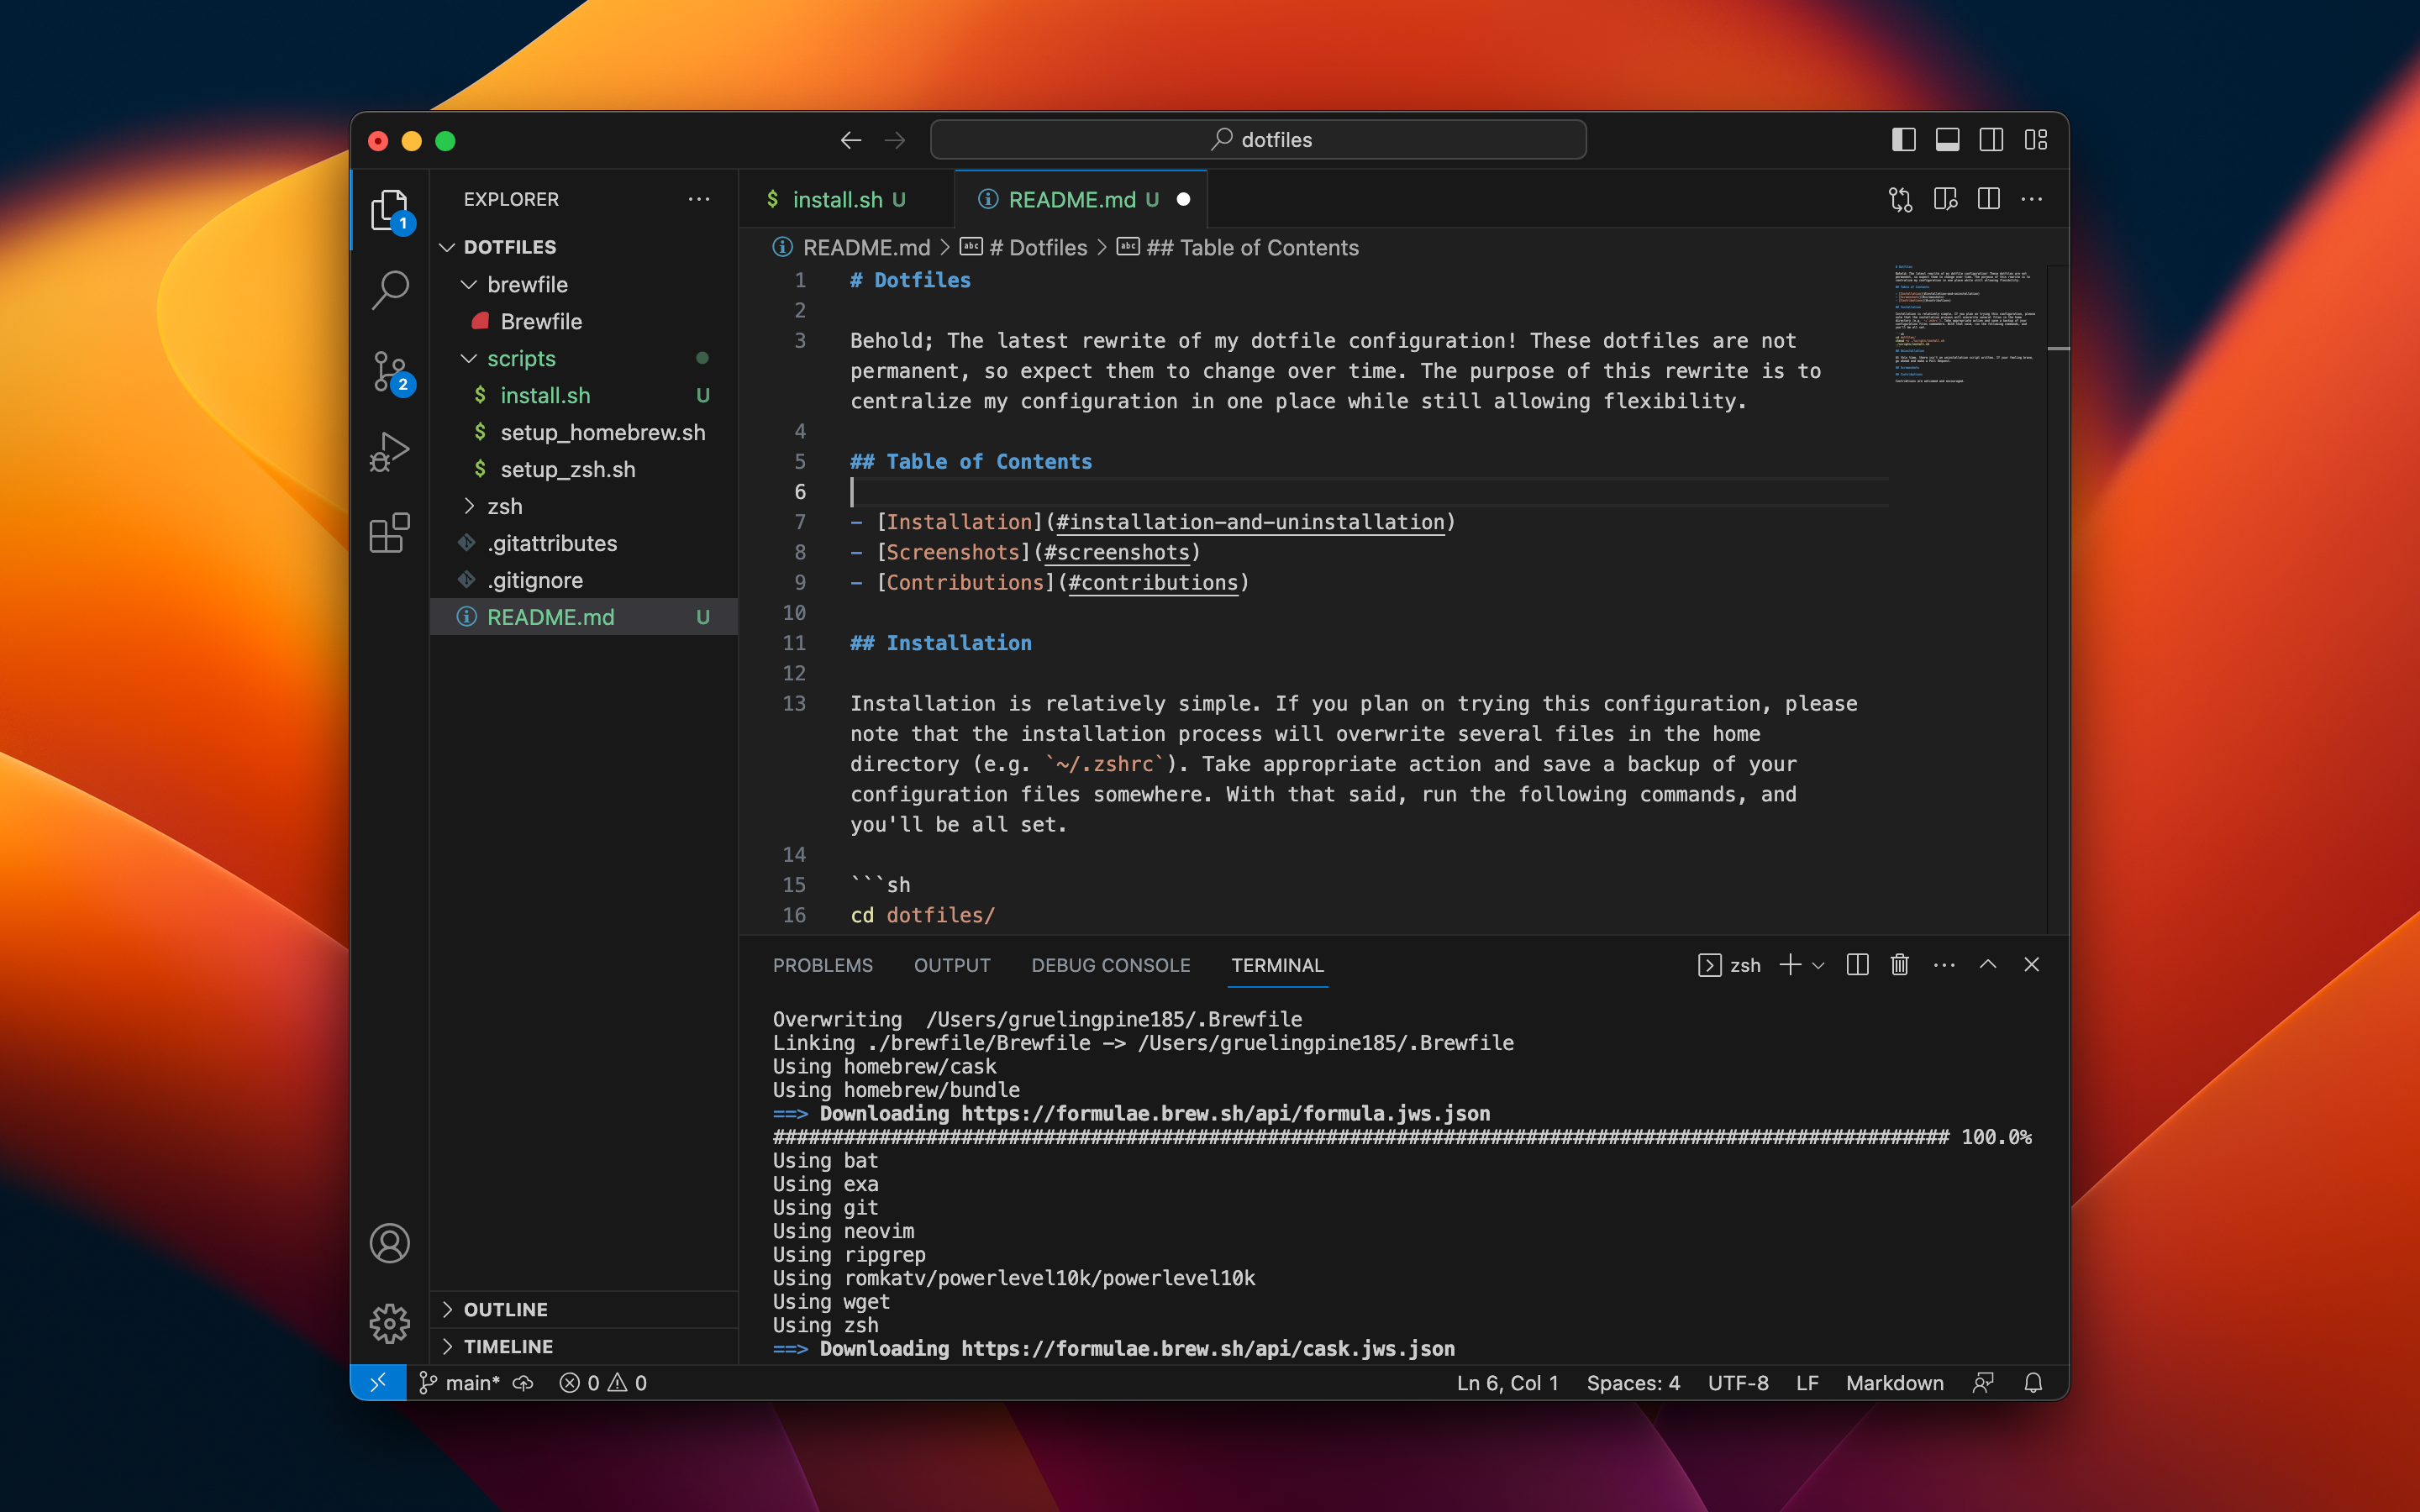 dotfiles
EXPLORER
1
2
DOTFILES
brewfile
Brewfile
scripts
$ install.sh U
$ setup_homebrew.sh
$ setup_zsh.sh
zsh
.gitattributes
.gitignore
README.md U
OUTLINE
TIMELINE
$ install.sh U
README.md U
README.md > # Dotfiles > ## Table of Contents
1 # Dotfiles
2
3 Behold; The latest rewrite of my dotfile configuration! These dotfiles are not
permanent, so expect them to change over time. The purpose of this rewrite is to
centralize my configuration in one place while still allowing flexibility.
4
5 ## Table of Contents
6
7 - [Installation](#installation-and-uninstallation)
8 - [Screenshots](#screenshots)
9 - [Contributions](#contributions)
10
11 ## Installation
12
13 Installation is relatively simple. If you plan on trying this configuration, please
note that the installation process will overwrite several files in the home
directory (e.g. `~/.zshrc`). Take appropriate action and save a backup of your
configuration files somewhere. With that said, run the following commands, and
you'll be all set.
14
15 ```sh
16 cd dotfiles/
PROBLEMS OUTPUT DEBUG CONSOLE TERMINAL
zsh
Overwriting  /Users/gruelingpine185/.Brewfile
Linking ./brewfile/Brewfile -> /Users/gruelingpine185/.Brewfile
Using homebrew/cask
Using homebrew/bundle
==> Downloading https://formulae.brew.sh/api/formula.jws.json
#################################################################################################### 100.0%
Using bat
Using exa
Using git
Using neovim
Using ripgrep
Using romkatv/powerlevel10k/powerlevel10k
Using wget
Using zsh
==> Downloading https://formulae.brew.sh/api/cask.jws.json
main* 0 0
Ln 6, Col 1 Spaces: 4 UTF-8 LF Markdown